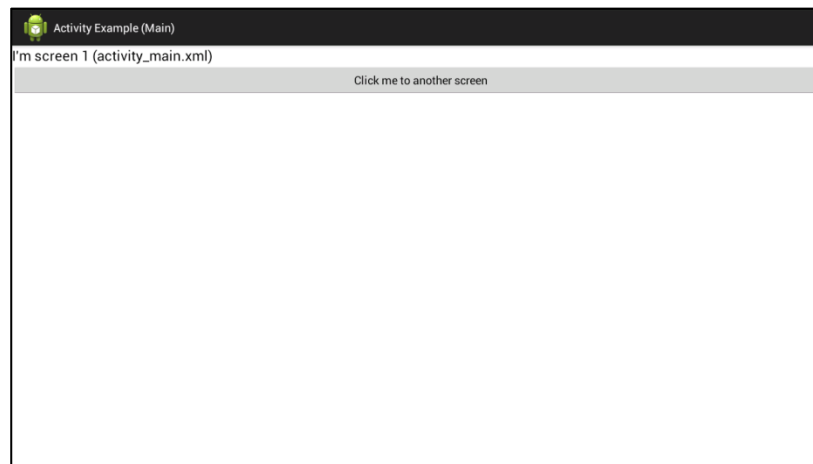 Activity Example (Main)
I'm screen 1 (activity_main.xml)
Click me to another screen